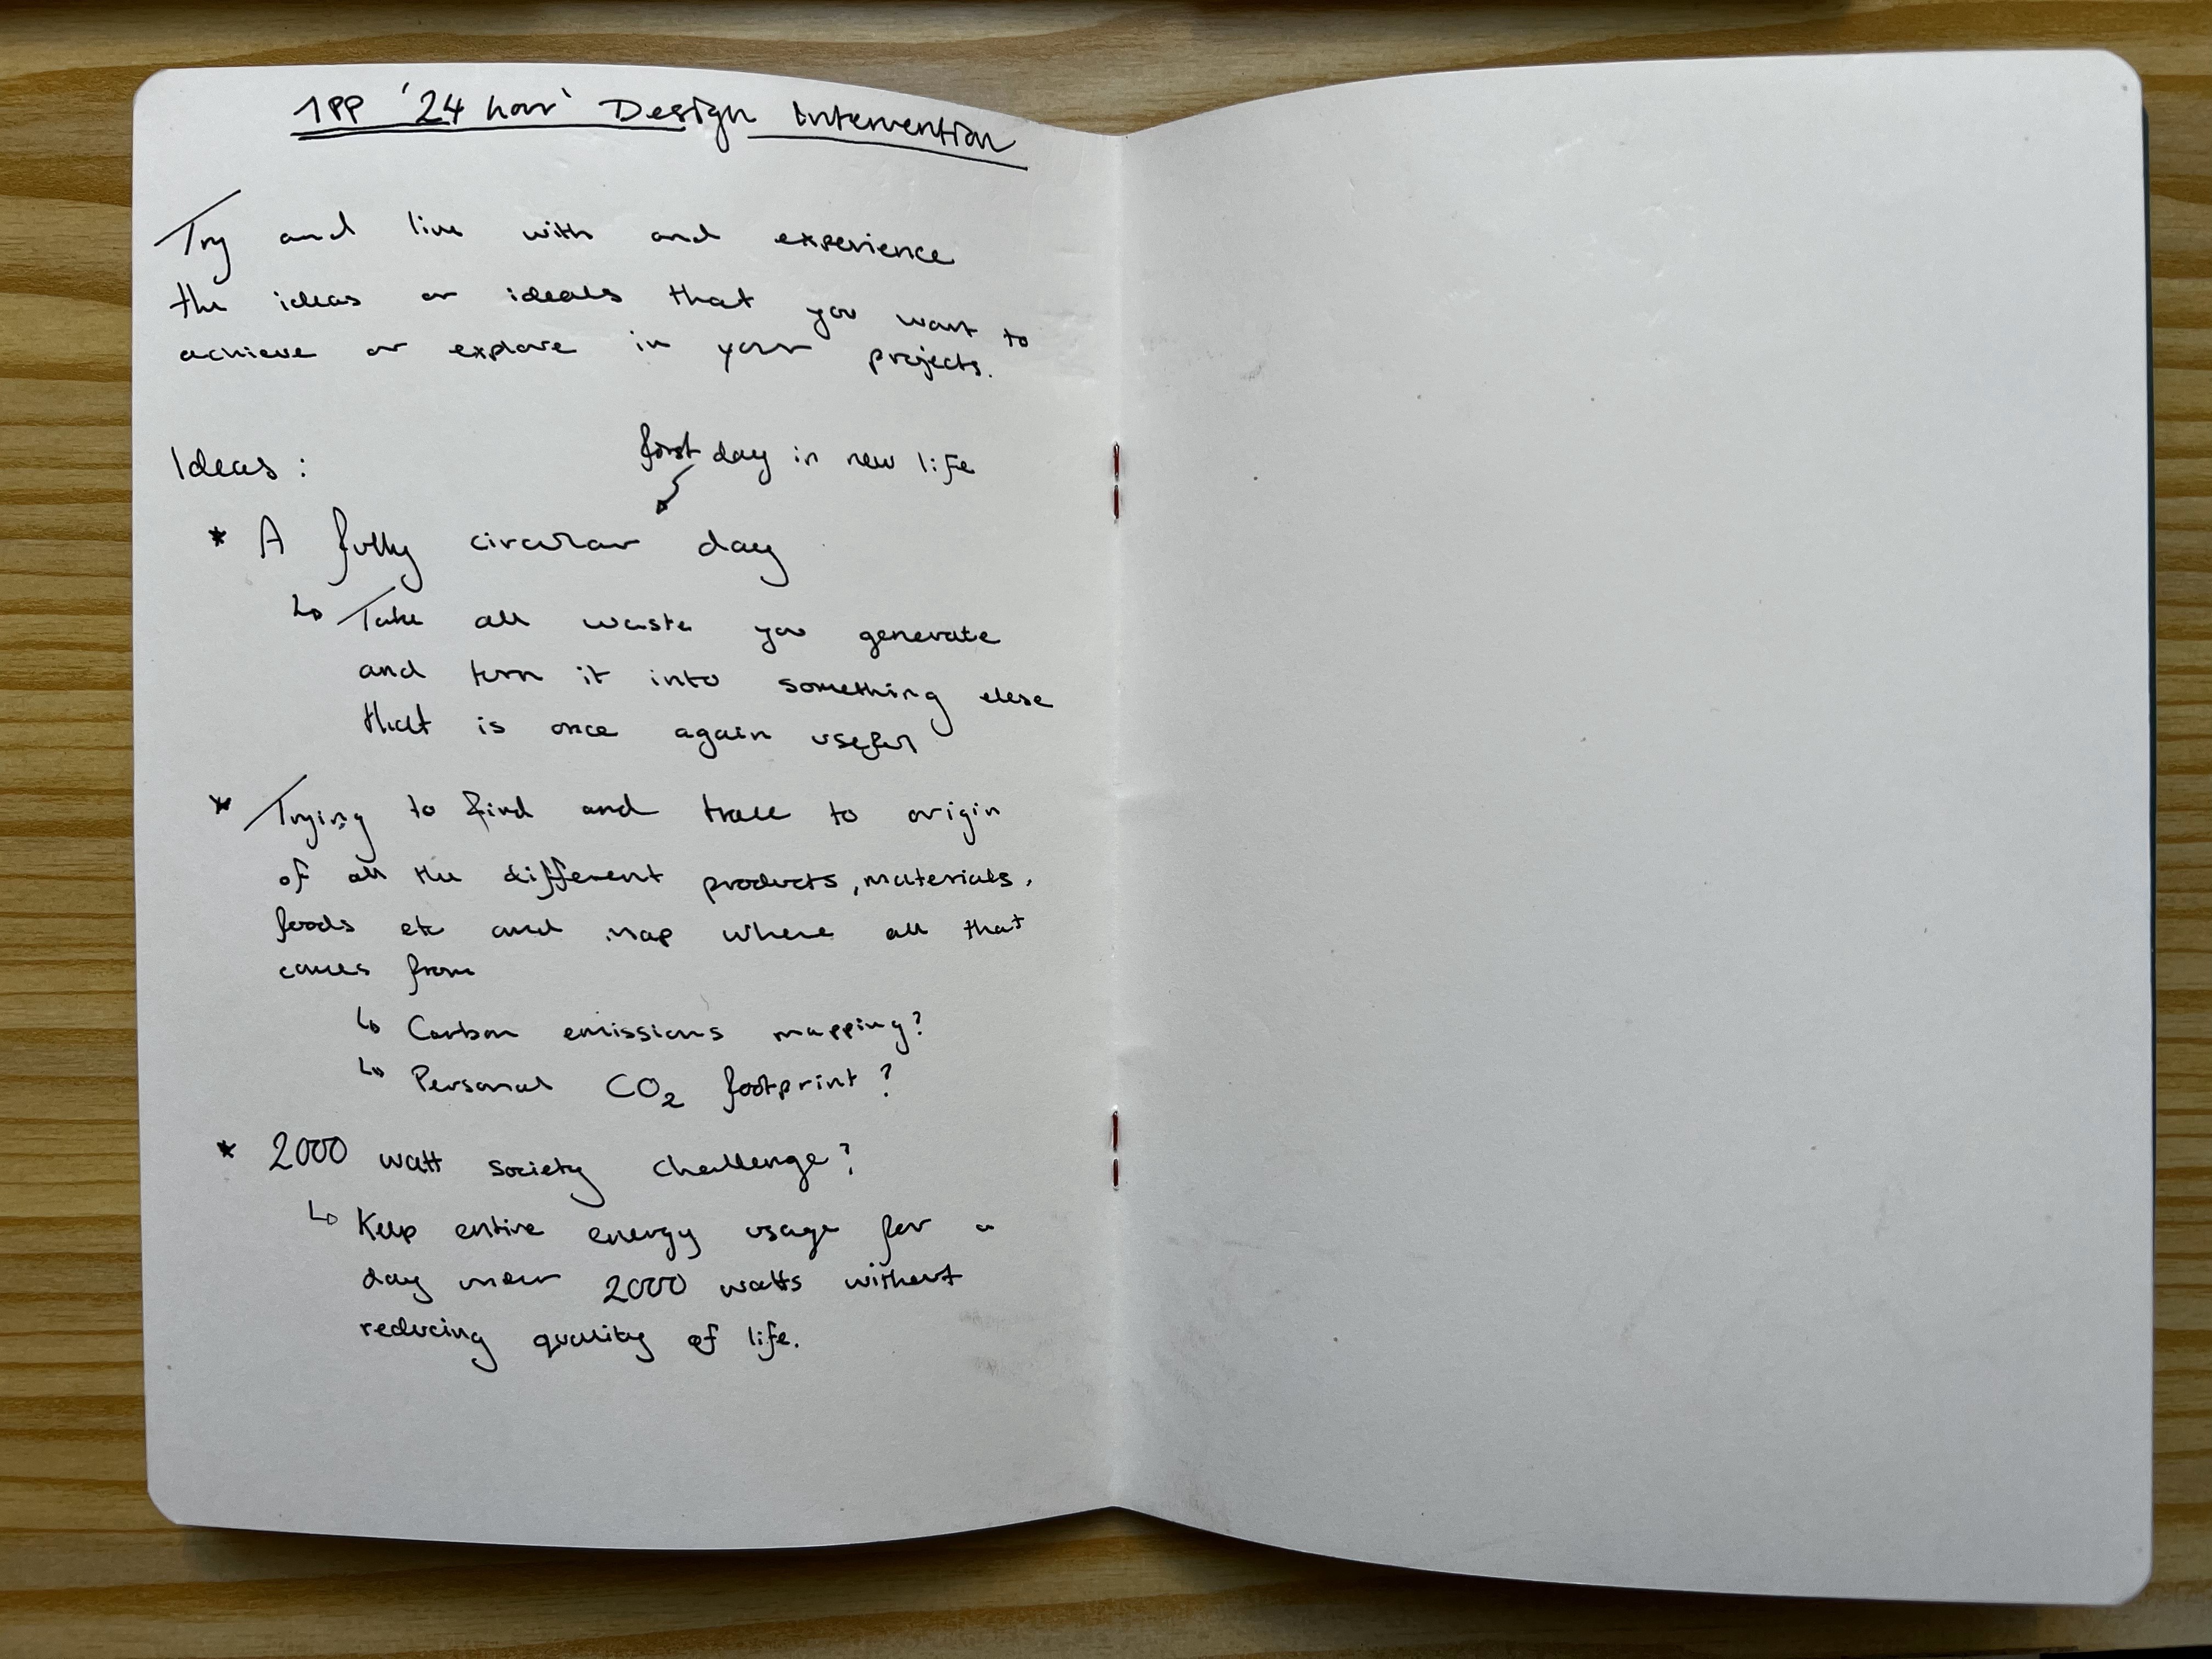 1PP '24 hour' Design Intervention
Try and live with and experience
the ideas or ideals that you want to
achieve or explore in your projects.
first day in new life
Ideas :
* A fully circular day
↳ Take all waste you generate
and turn it into something else
that is once again useful
* Trying to find and trace to origin
of all the different products, materials,
foods etc and map where all that
comes from
↳ Carbon emissions mapping?
↳ Personal CO₂ footprint?
* 2000 watt society challenge?
↳ Keep entire energy usage for a
day under 2000 watts without
reducing quality of life.